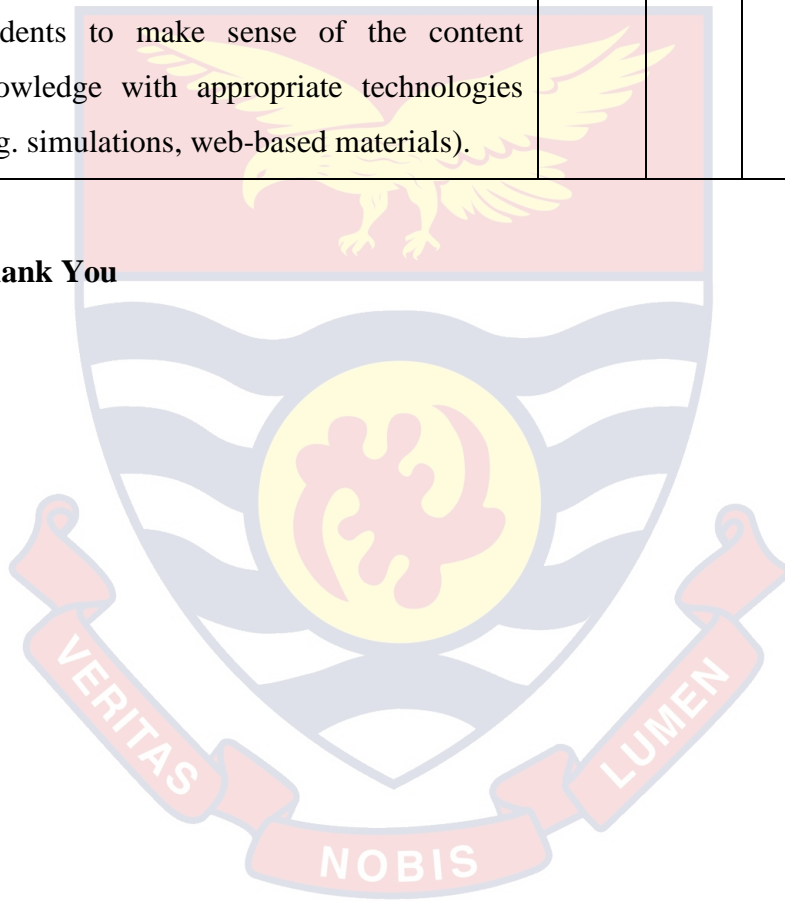 dents to make sense of the content
owledge with appropriate technologies
g. simulations, web-based materials).
ank You
VERITAS
NOBIS
LUMEN